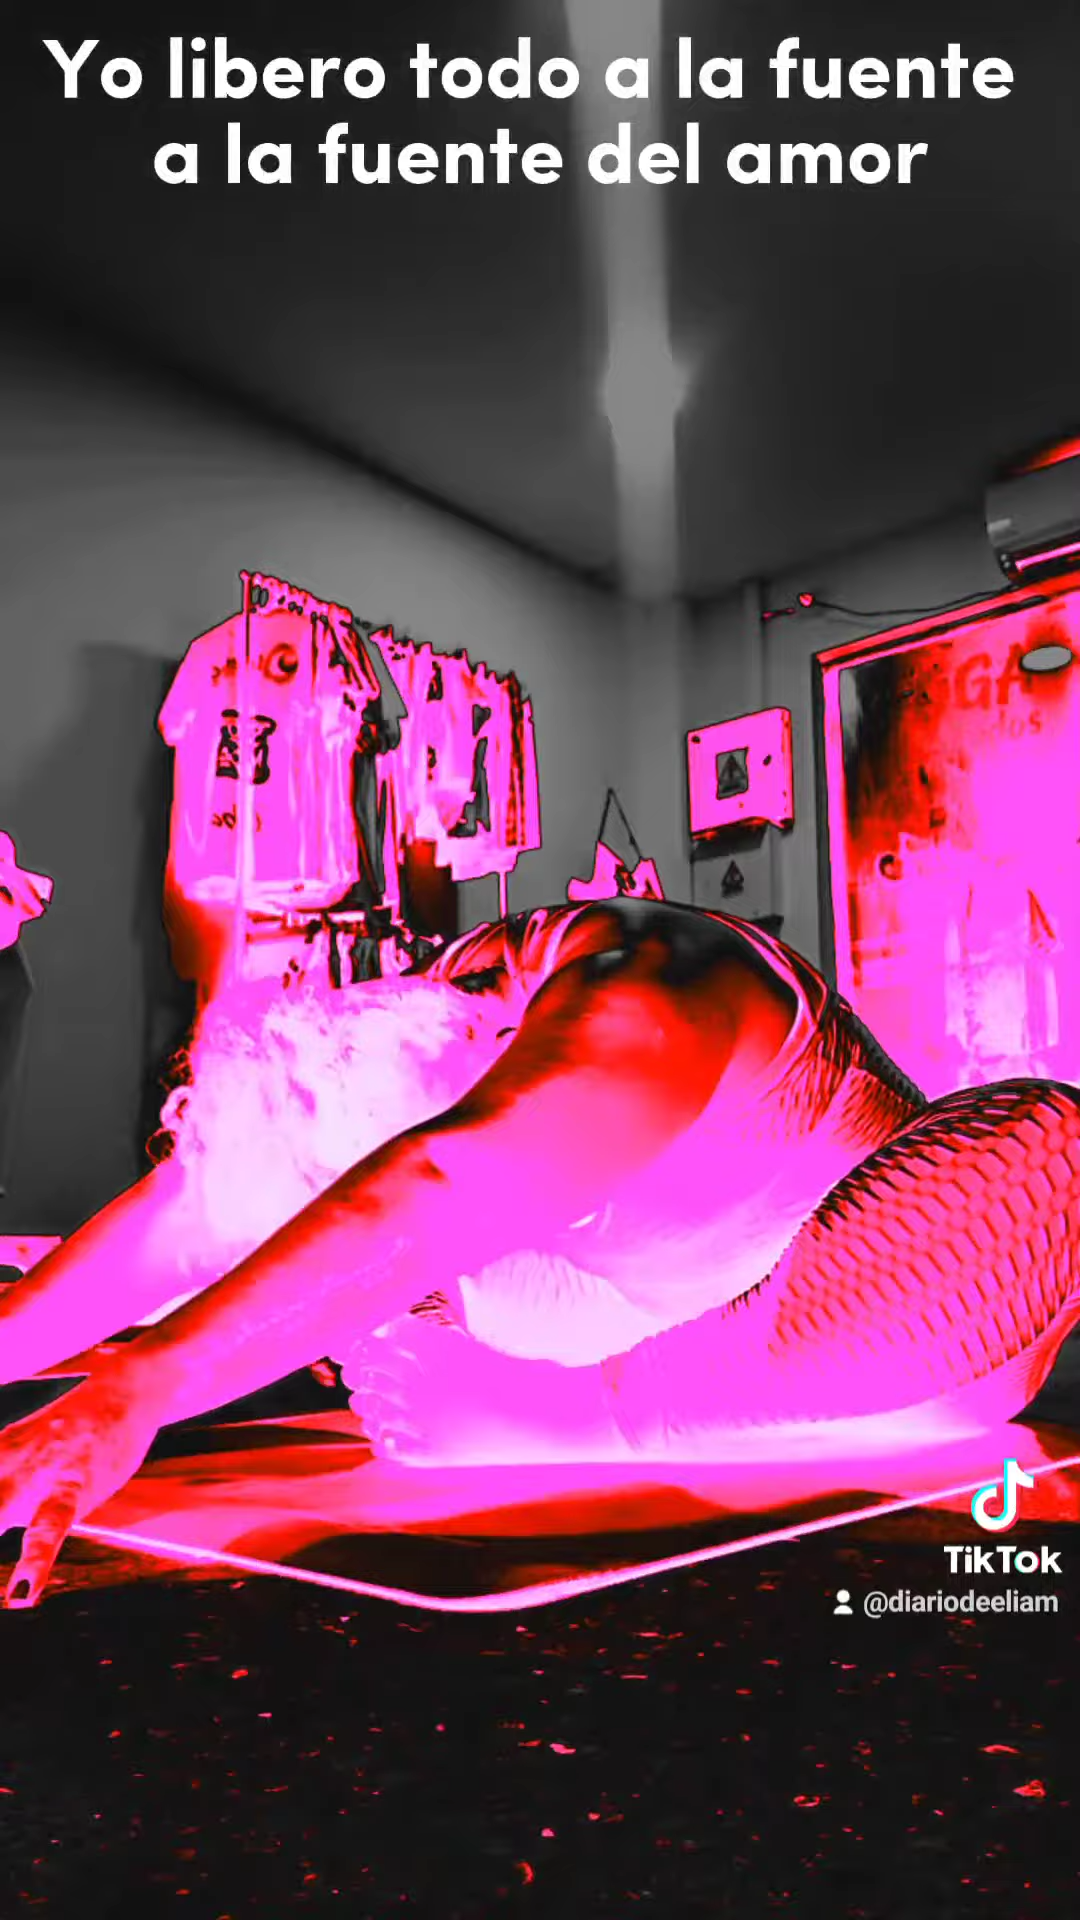 Yo libero todo a la fuente
a la fuente del amor
TikTok
@diariodeeliam